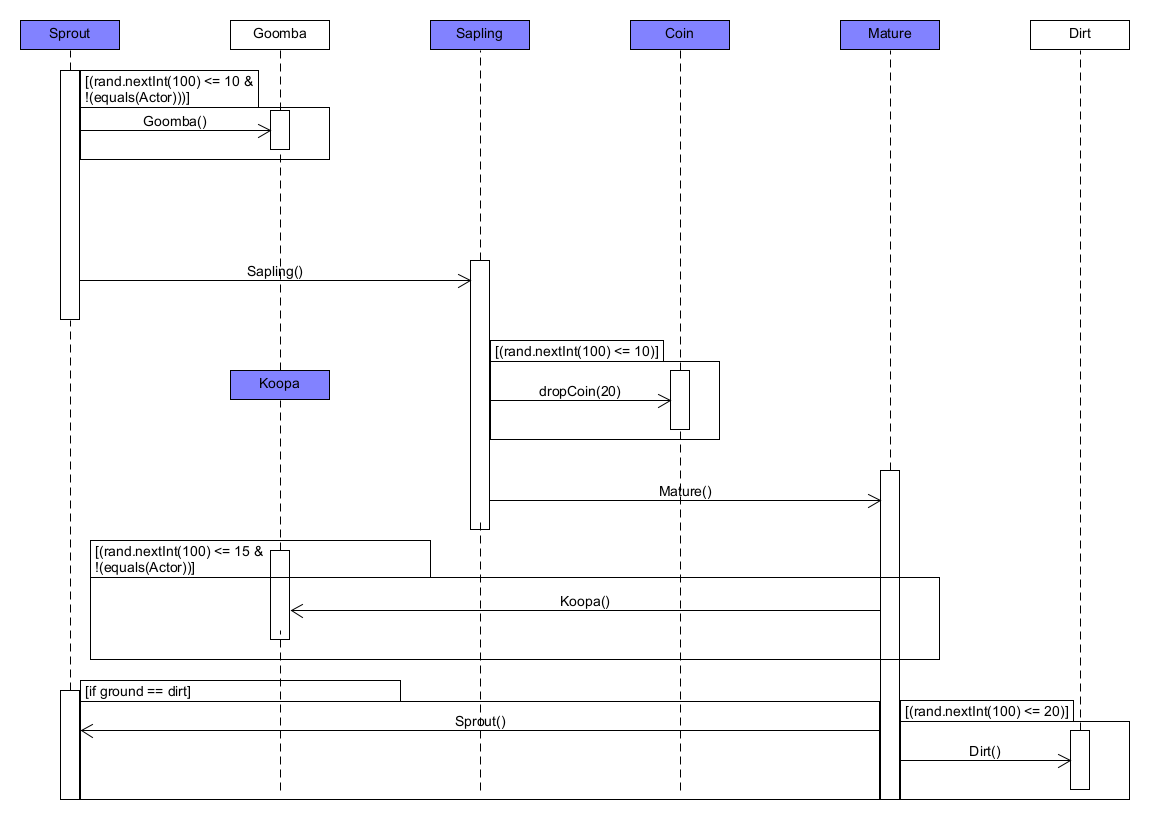 Sprout
Goomba
Sapling
Coin
Mature
Dirt
[(rand.nextInt(100) <= 10 &
!(equals(Actor)))]
Goomba()
Sapling()
[(rand.nextInt(100) <= 10)]
Koopa
dropCoin(20)
Mature()
[(rand.nextInt(100) <= 15 &
!(equals(Actor))]
Koopa()
[if ground == dirt]
[(rand.nextInt(100) <= 20)]
Sprout()
Dirt()